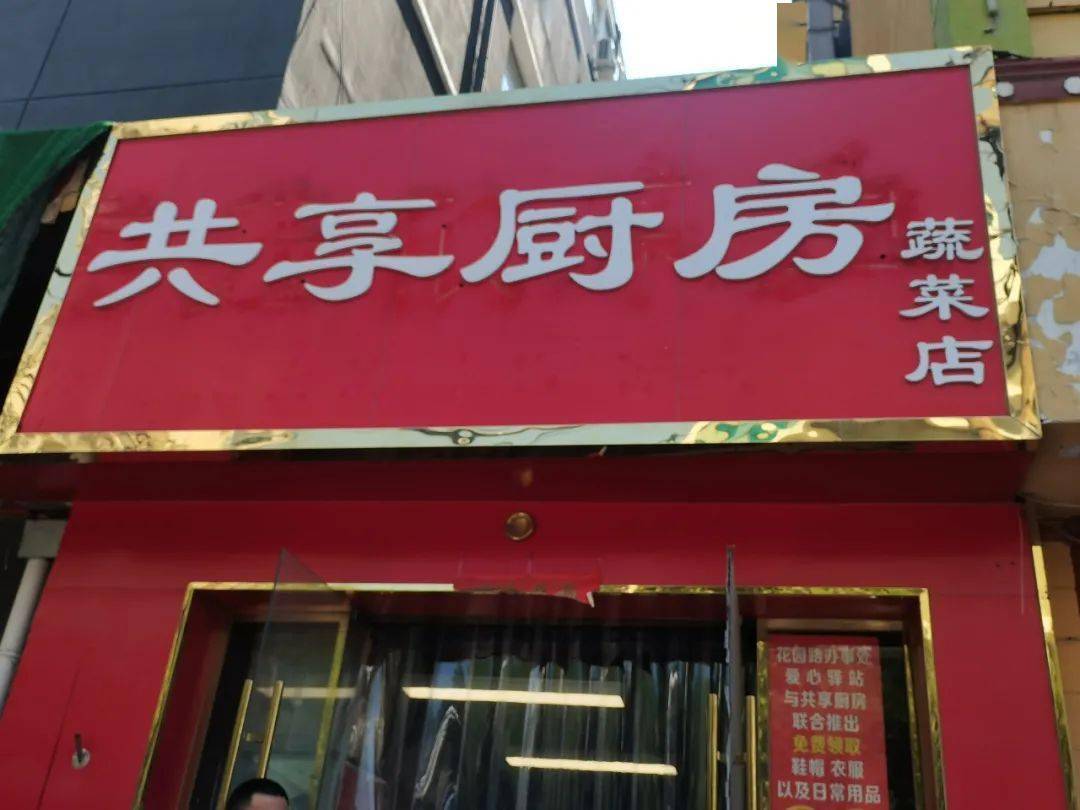 共享厨房
蔬菜店
花园路办事处
爱心驿站
与共享厨房
联合推出
免费领取
鞋帽 衣服
以及日常用品